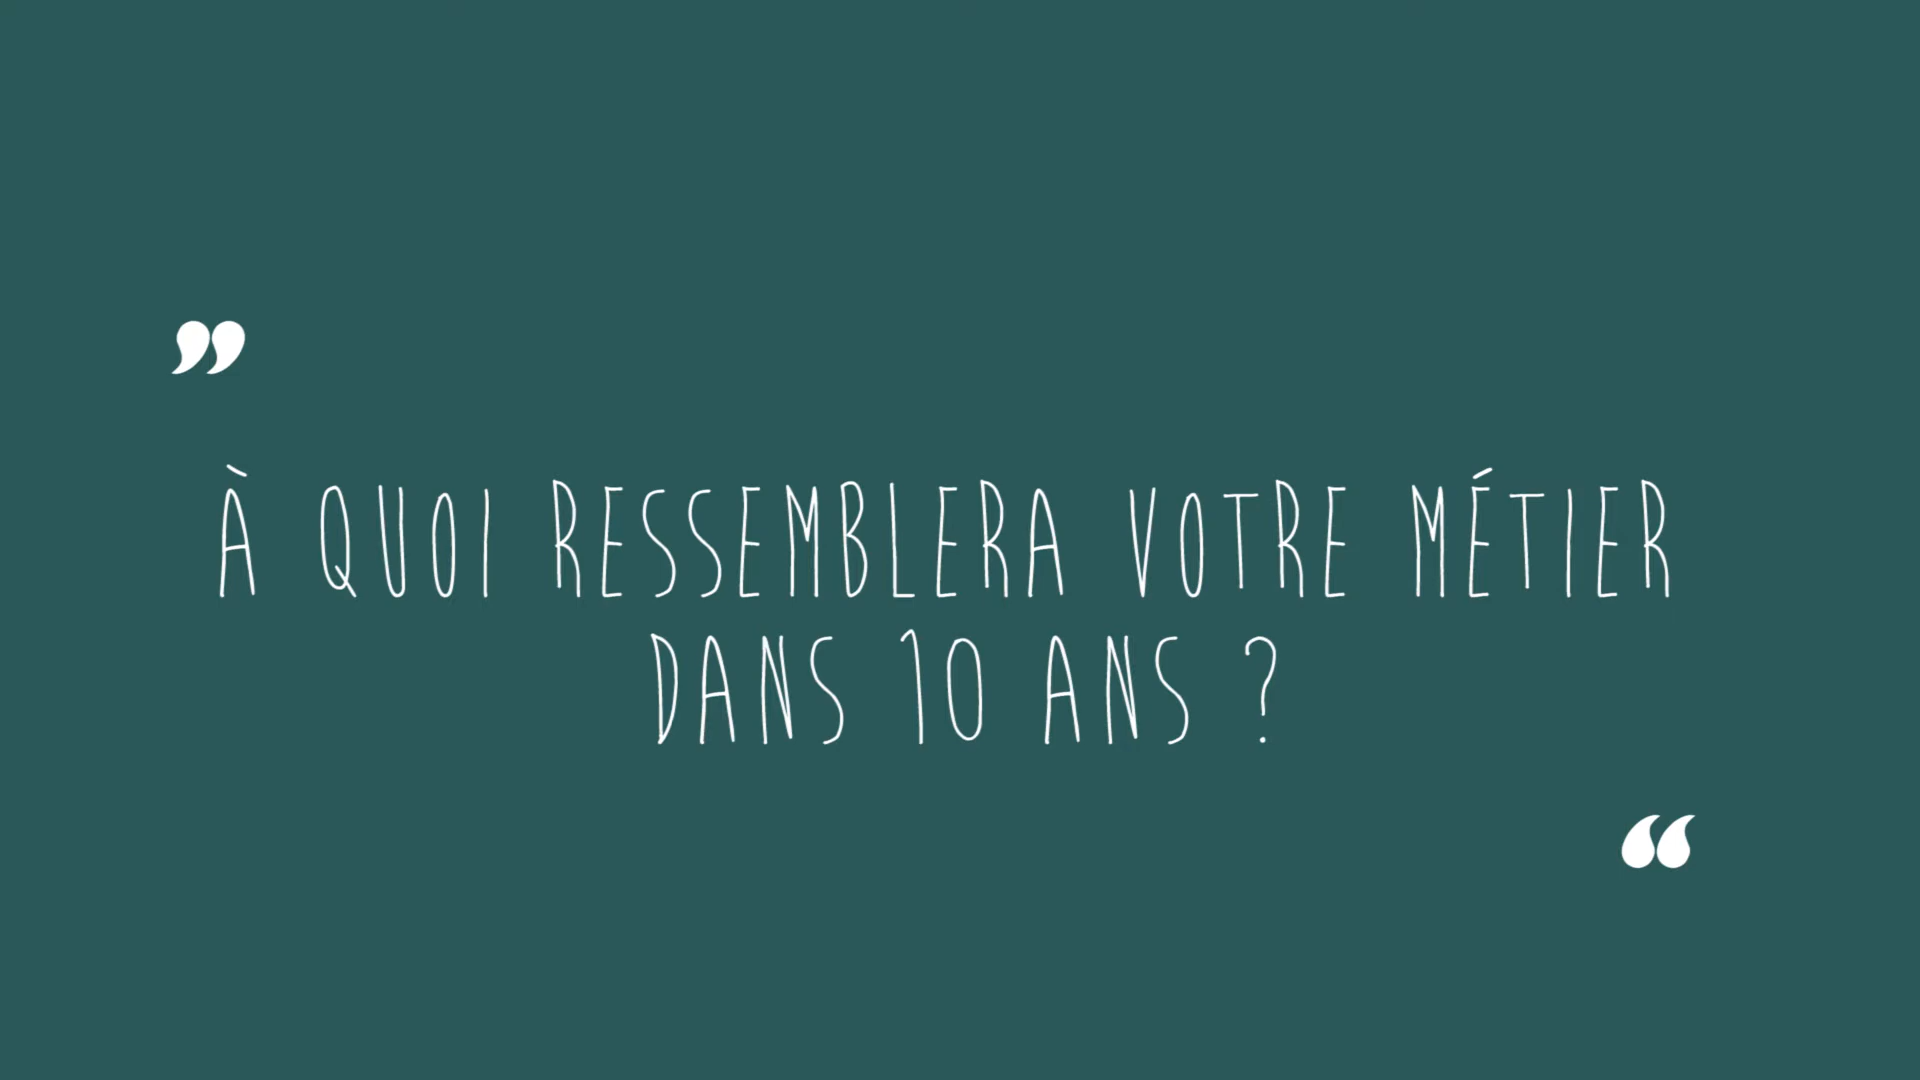 ”
À QUOI RESSEMBLERA VOTRE MÉTIER
DANS 10 ANS ?
“